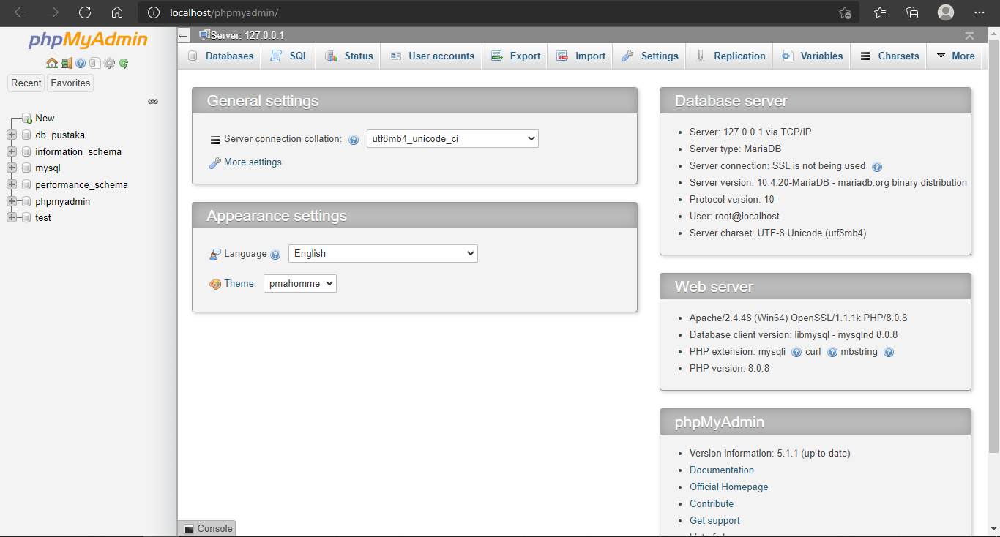 localhost/phpmyadmin/
phpMyAdmin
Recent Favorites
New
db_pustaka
information_schema
mysql
performance_schema
phpmyadmin
test
Server: 127.0.0.1
Databases SQL Status User accounts Export Import Settings Replication Variables Charsets More
General settings
Server connection collation: utf8mb4_unicode_ci
More settings
Appearance settings
Language English
Theme: pmahomme
Database server
Server: 127.0.0.1 via TCP/IP
Server type: MariaDB
Server connection: SSL is not being used
Server version: 10.4.20-MariaDB - mariadb.org binary distribution
Protocol version: 10
User: root@localhost
Server charset: UTF-8 Unicode (utf8mb4)
Web server
Apache/2.4.48 (Win64) OpenSSL/1.1.1k PHP/8.0.8
Database client version: libmysql - mysqlnd 8.0.8
PHP extension: mysqli curl mbstring
PHP version: 8.0.8
phpMyAdmin
Version information: 5.1.1 (up to date)
Documentation
Official Homepage
Contribute
Get support
Console